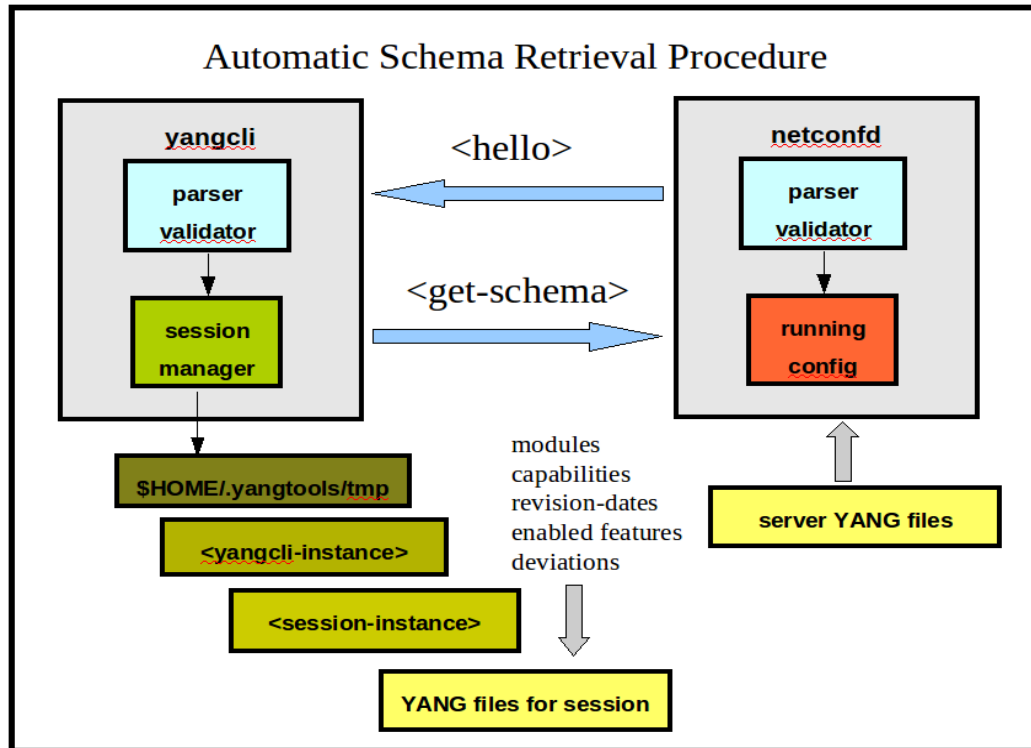 Automatic Schema Retrieval Procedure
yangcli
parser
validator
session
manager
$HOME/.yangtools/tmp
<yangcli-instance>
<session-instance>
<hello>
<get-schema>
netconfd
parser
validator
running
config
modules
capabilities
revision-dates
enabled features
deviations
server YANG files
YANG files for session